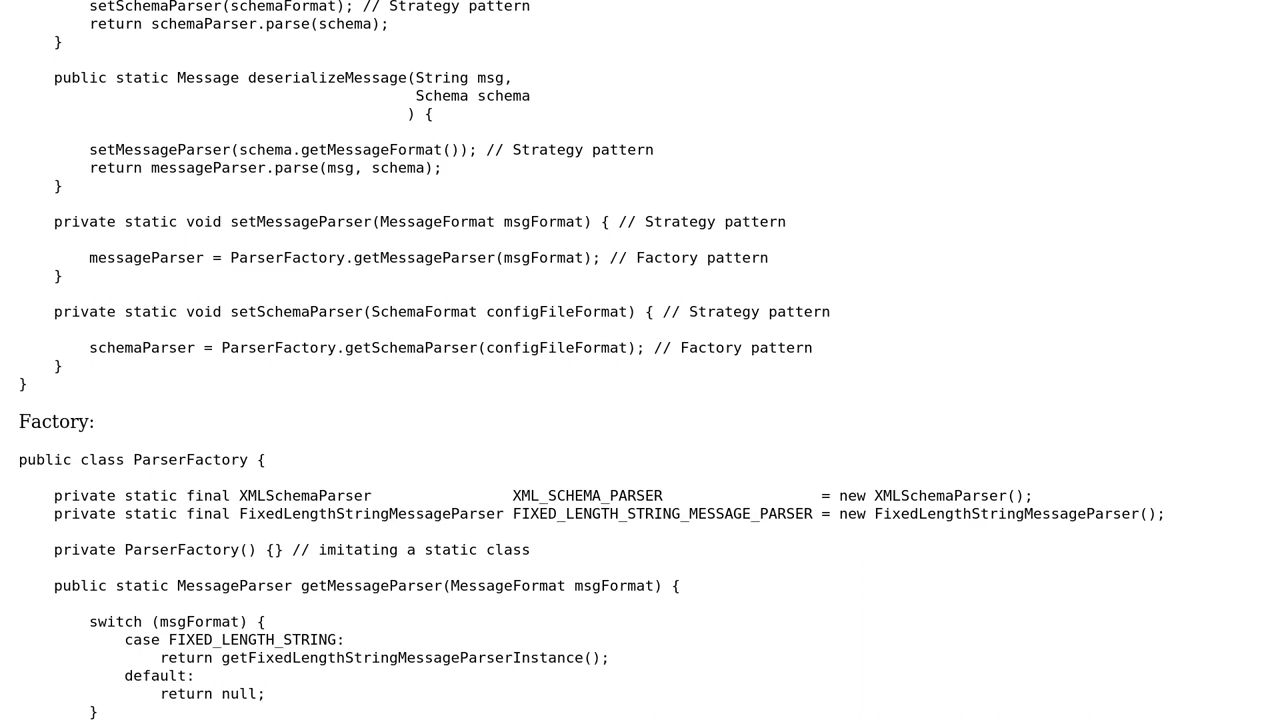 setSchemaParser(schemaFormat); // Strategy pattern
        return schemaParser.parse(schema);
    }

    public static Message deserializeMessage(String msg,
                                             Schema schema
                                            ) {

        setMessageParser(schema.getMessageFormat()); // Strategy pattern
        return messageParser.parse(msg, schema);
    }

    private static void setMessageParser(MessageFormat msgFormat) { // Strategy pattern

        messageParser = ParserFactory.getMessageParser(msgFormat); // Factory pattern
    }

    private static void setSchemaParser(SchemaFormat configFileFormat) { // Strategy pattern

        schemaParser = ParserFactory.getSchemaParser(configFileFormat); // Factory pattern
    }
}

Factory:

public class ParserFactory {

    private static final XMLSchemaParser                XML_SCHEMA_PARSER                  = new XMLSchemaParser();
    private static final FixedLengthStringMessageParser FIXED_LENGTH_STRING_MESSAGE_PARSER = new FixedLengthStringMessageParser();

    private ParserFactory() {} // imitating a static class

    public static MessageParser getMessageParser(MessageFormat msgFormat) {

        switch (msgFormat) {
            case FIXED_LENGTH_STRING:
                return getFixedLengthStringMessageParserInstance();
            default:
                return null;
        }